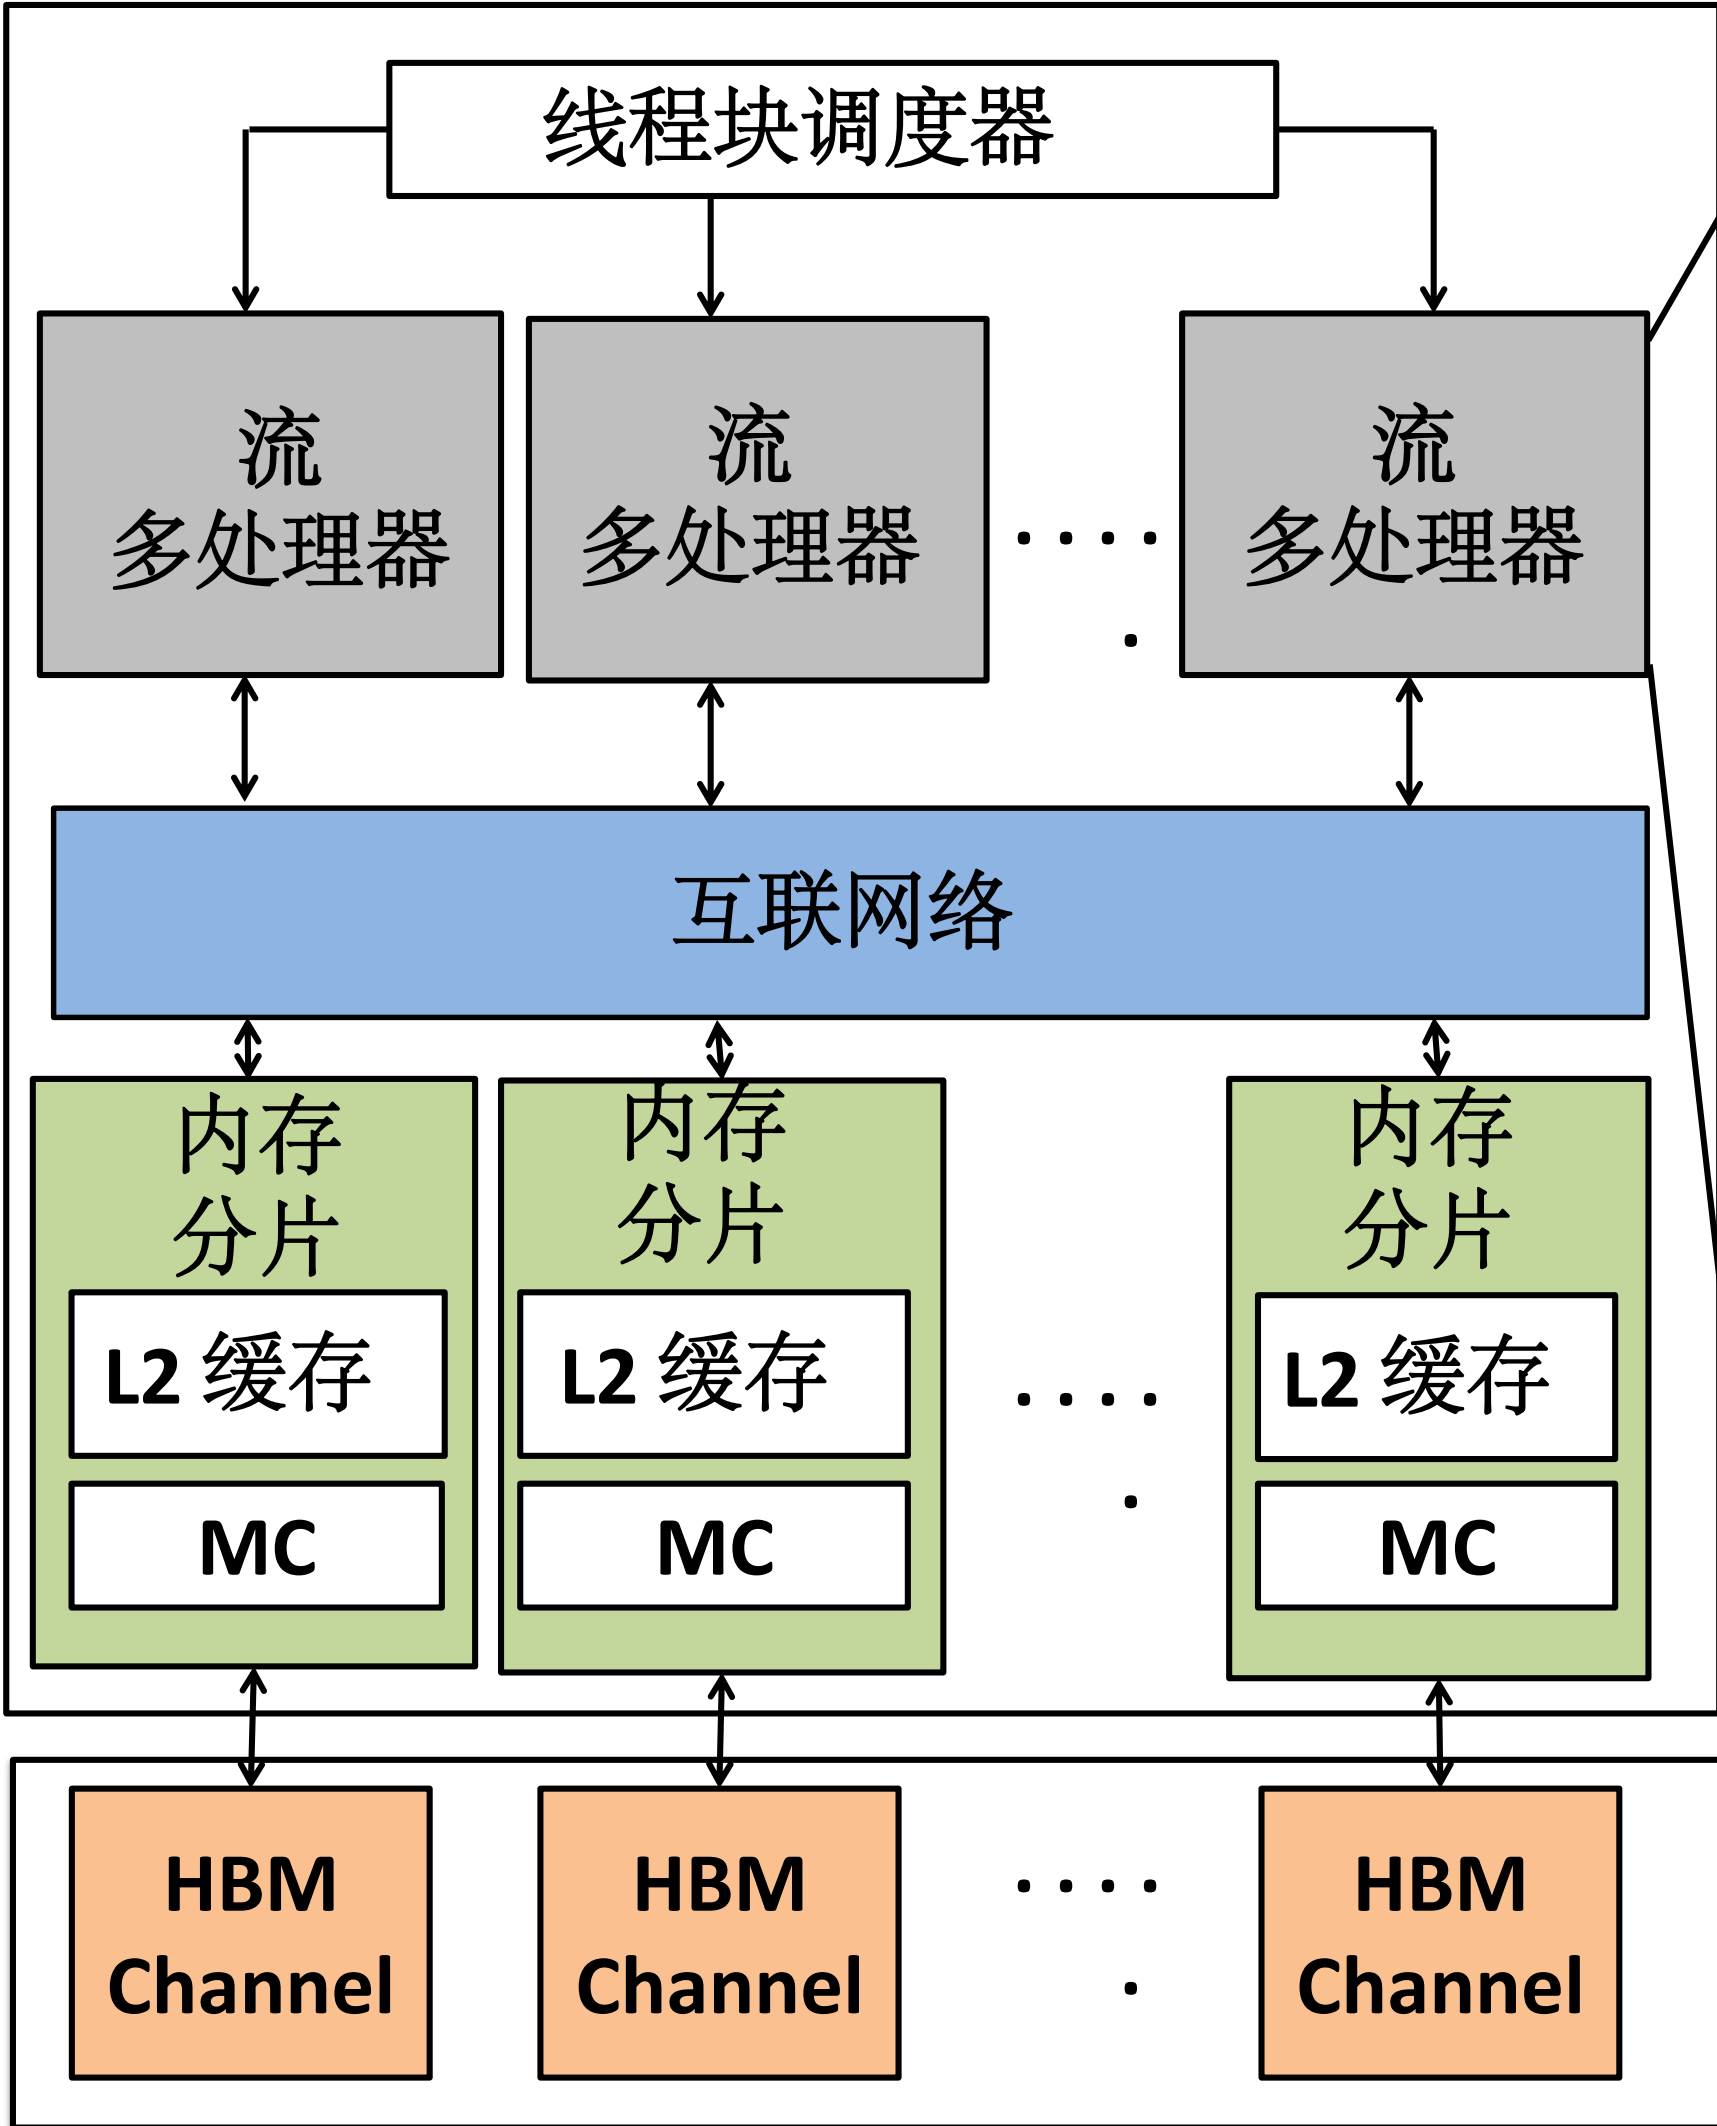 线程块调度器
流
多处理器
流
多处理器
. . . .
.
流
多处理器
互联网络
内存
分片
L2 缓存
MC
内存
分片
L2 缓存
MC
. . . .
.
内存
分片
L2 缓存
MC
HBM
Channel
HBM
Channel
. . . .
.
HBM
Channel